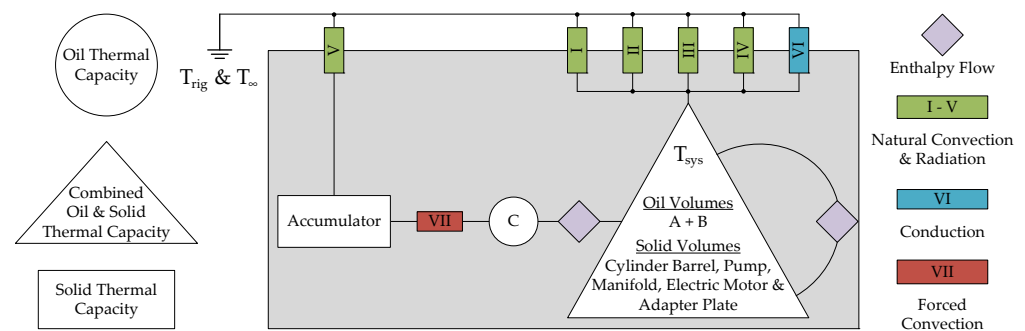 Oil Thermal
Capacity
Combined
Oil & Solid
Thermal Capacity
Solid Thermal
Capacity
T_rig & T_∞
V
I
II
III
IV
VI
T_sys
Oil Volumes
A + B
Solid Volumes
Cylinder Barrel, Pump,
Manifold, Electric Motor &
Adapter Plate
Accumulator
VII
C
Enthalpy Flow
I - V
Natural Convection
& Radiation
VI
Conduction
VII
Forced
Convection